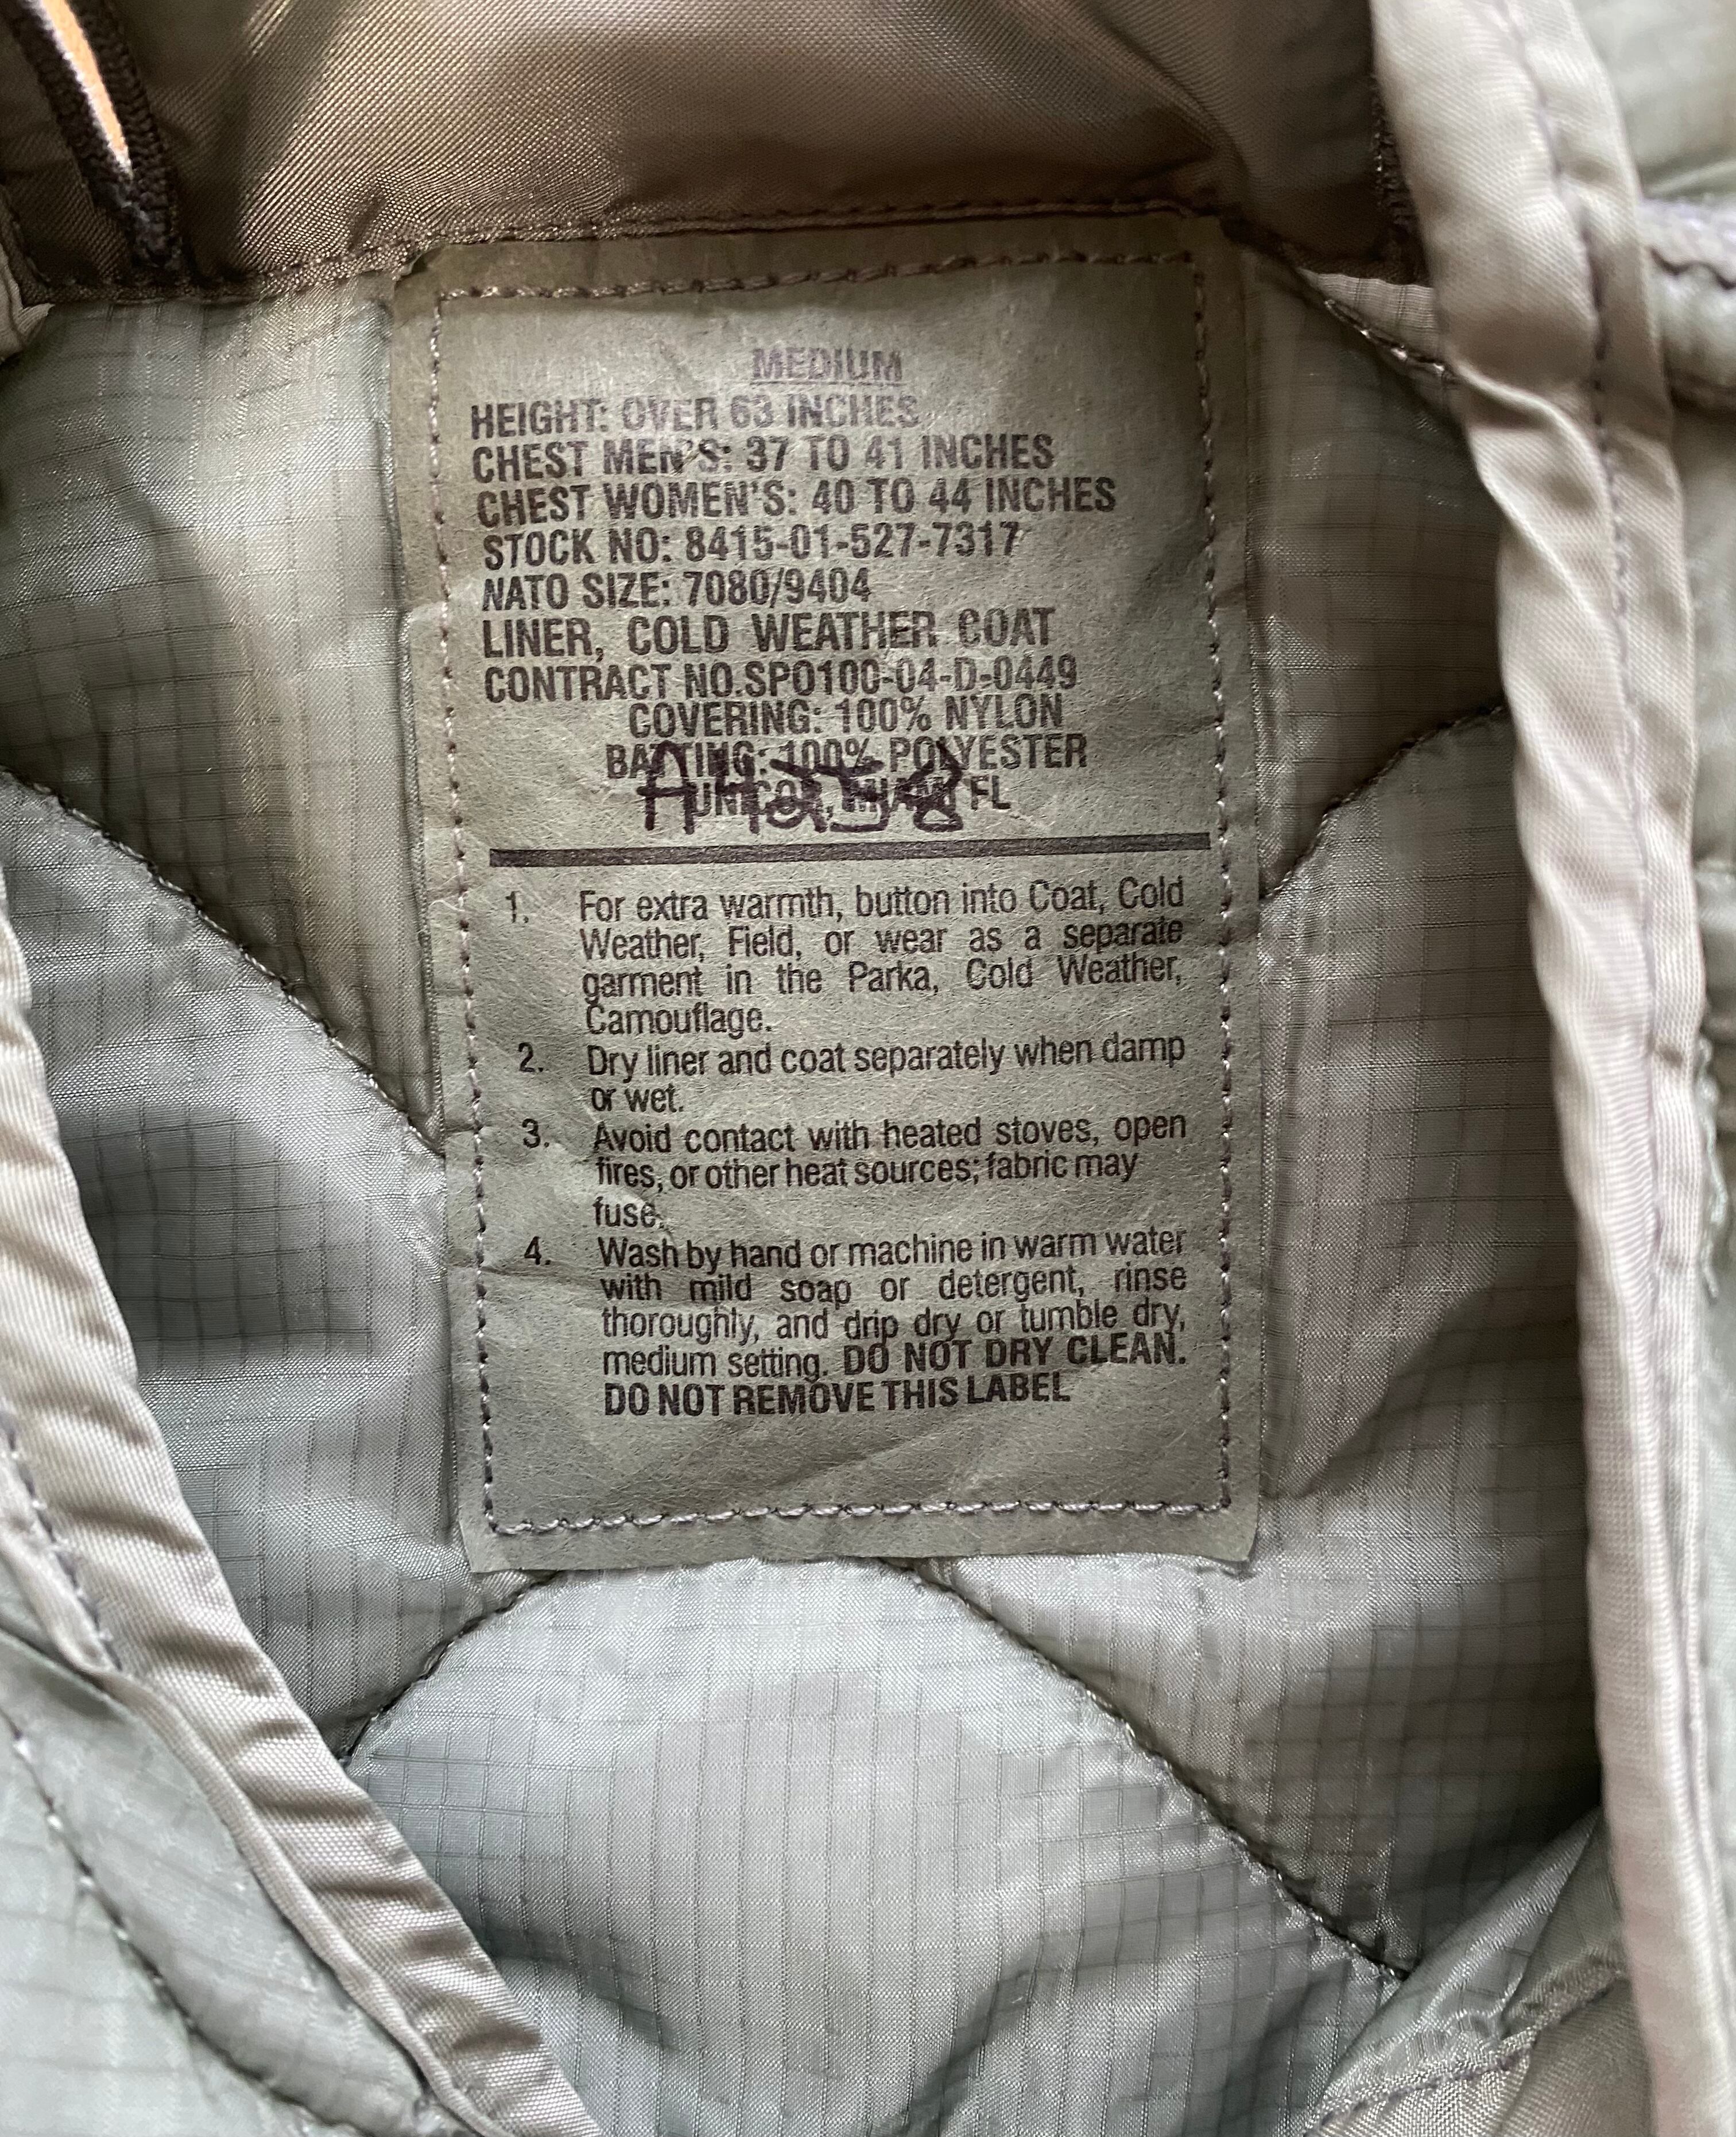 MEDIUM
HEIGHT: OVER 63 INCHES
CHEST MEN'S: 37 TO 41 INCHES
CHEST WOMEN'S: 40 TO 44 INCHES
STOCK NO: 8415-01-527-7317
NATO SIZE: 7080/9404
LINER, COLD WEATHER COAT
CONTRACT NO.SPO100-04-D-0449
COVERING: 100% NYLON
BATTING: 100% POLYESTER
UNICOR, MIAMI FL
1. For extra warmth, button into Coat, Cold
Weather, Field, or wear as a separate
garment in the Parka, Cold Weather,
Camouflage.
2. Dry liner and coat separately when damp
or wet.
3. Avoid contact with heated stoves, open
fires, or other heat sources; fabric may
fuse.
4. Wash by hand or machine in warm water
with mild soap or detergent, rinse
thoroughly, and drip dry or tumble dry,
medium setting. DO NOT DRY CLEAN.
DO NOT REMOVE THIS LABEL